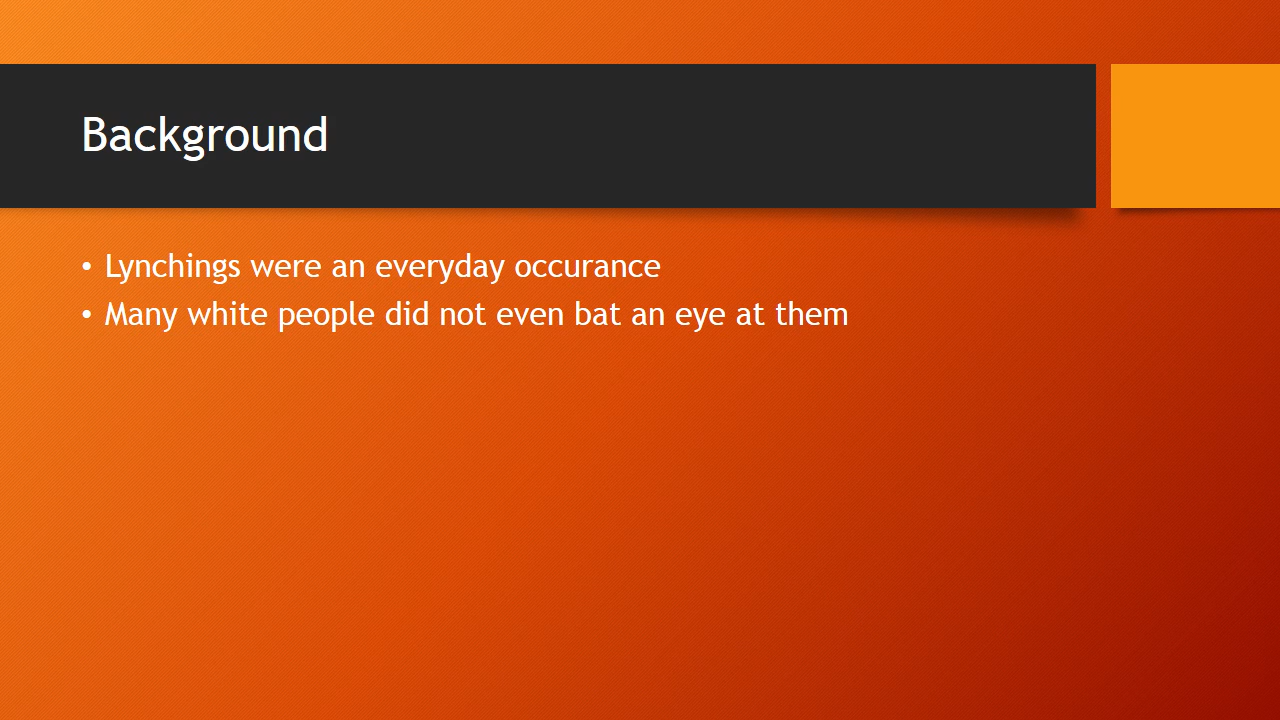 Background
• Lynchings were an everyday occurance
• Many white people did not even bat an eye at them